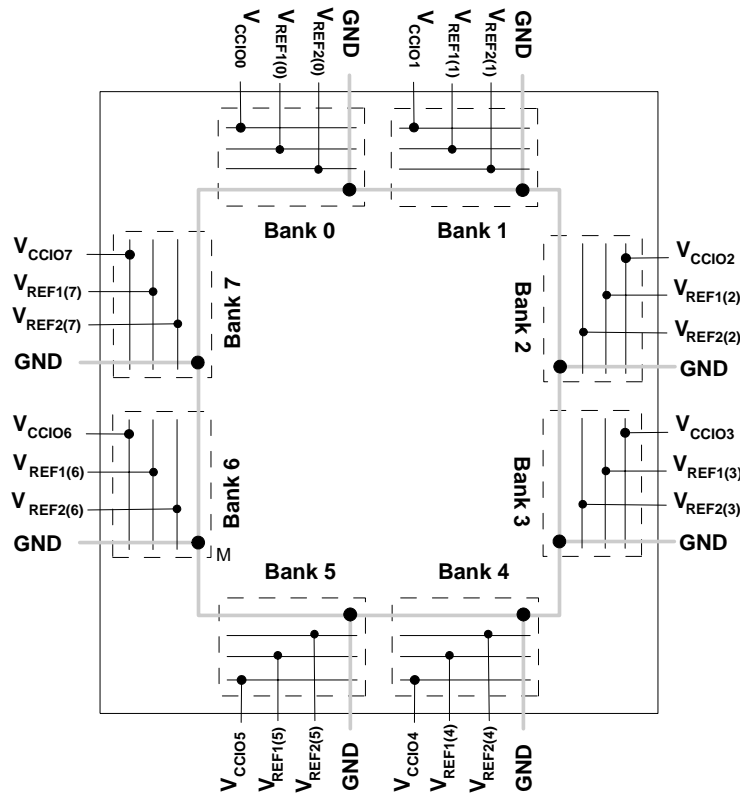 VCCIO0
VREF1(0)
VREF2(0)
GND
VCCIO1
VREF1(1)
VREF2(1)
GND
Bank 0
Bank 1
VCCIO7
VREF1(7)
VREF2(7)
GND
Bank 7
Bank 2
VCCIO2
VREF1(2)
VREF2(2)
GND
VCCIO6
VREF1(6)
VREF2(6)
GND
Bank 6
M
Bank 3
VCCIO3
VREF1(3)
VREF2(3)
GND
Bank 5
Bank 4
VCCIO5
VREF1(5)
VREF2(5)
GND
VCCIO4
VREF1(4)
VREF2(4)
GND